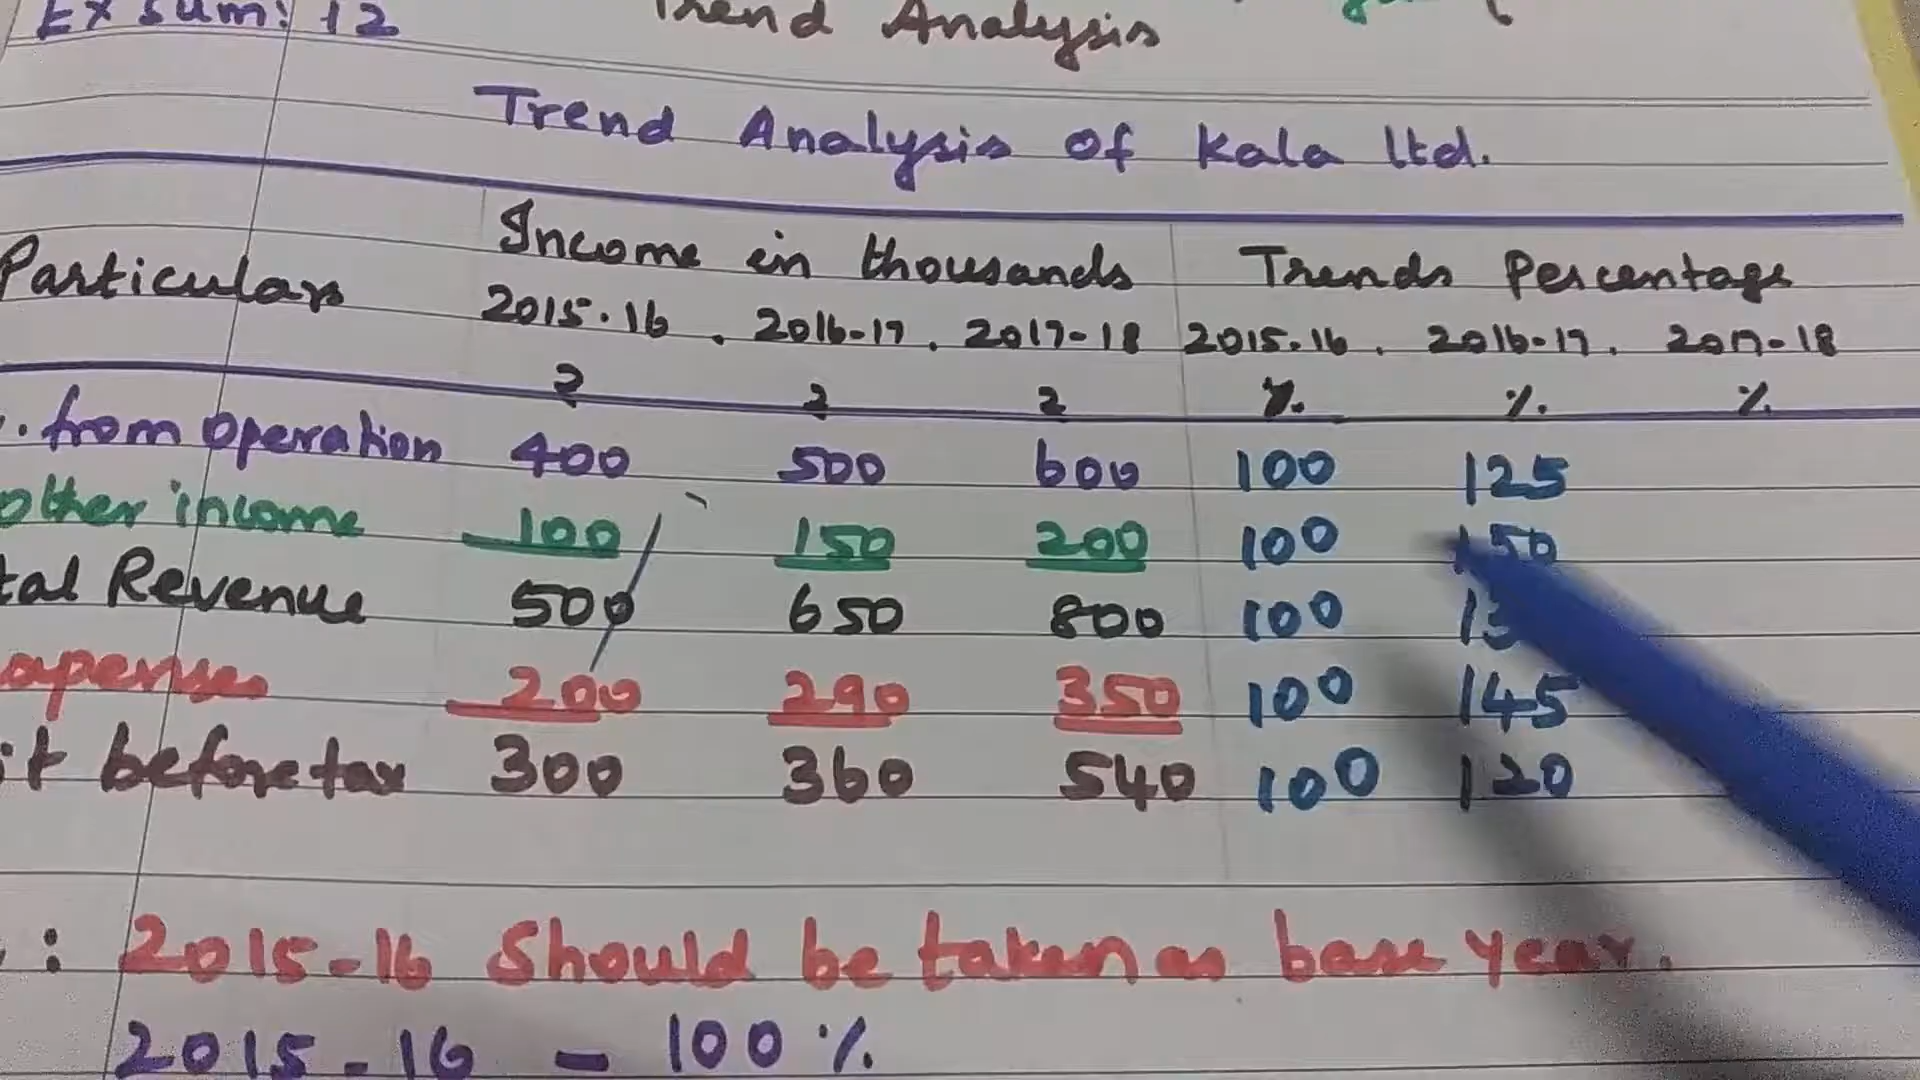 Ex sum: 12
Trend Analysis
Trend Analysis of Kala Ltd.
Particulars Income in thousands Trends Percentage
2015-16 . 2016-17 . 2017-18 2015-16 . 2016-17 . 2017-18
₹ ₹ ₹ % % %
. from operation 400 500 600 100 125
other income 100 150 200 100 150
tal Revenue 500 650 800 100
200 290 350 100 145
it before tax 300 360 540 100 120
: 2015-16 Should be taken as base year.
2015-16 - 100%